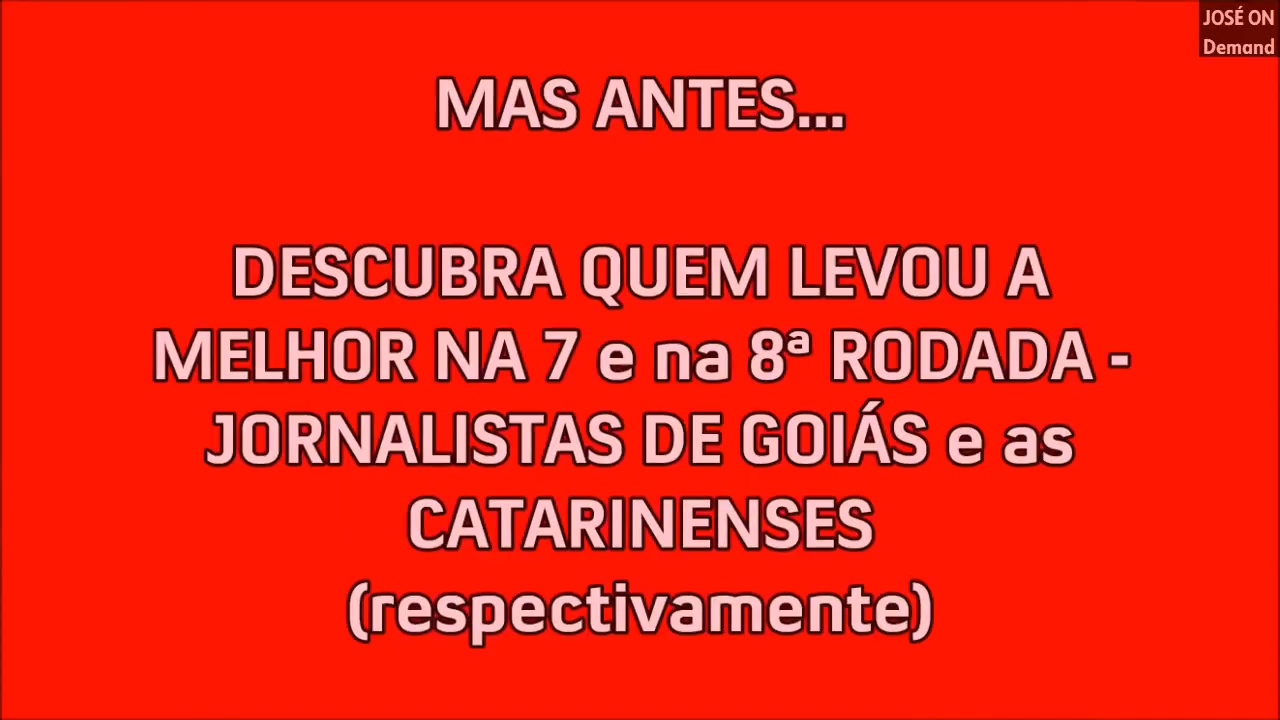 JOSÉ ON
Demand
MAS ANTES...
DESCUBRA QUEM LEVOU A
MELHOR NA 7 e na 8ª RODADA -
JORNALISTAS DE GOIÁS e as
CATARINENSES
(respectivamente)